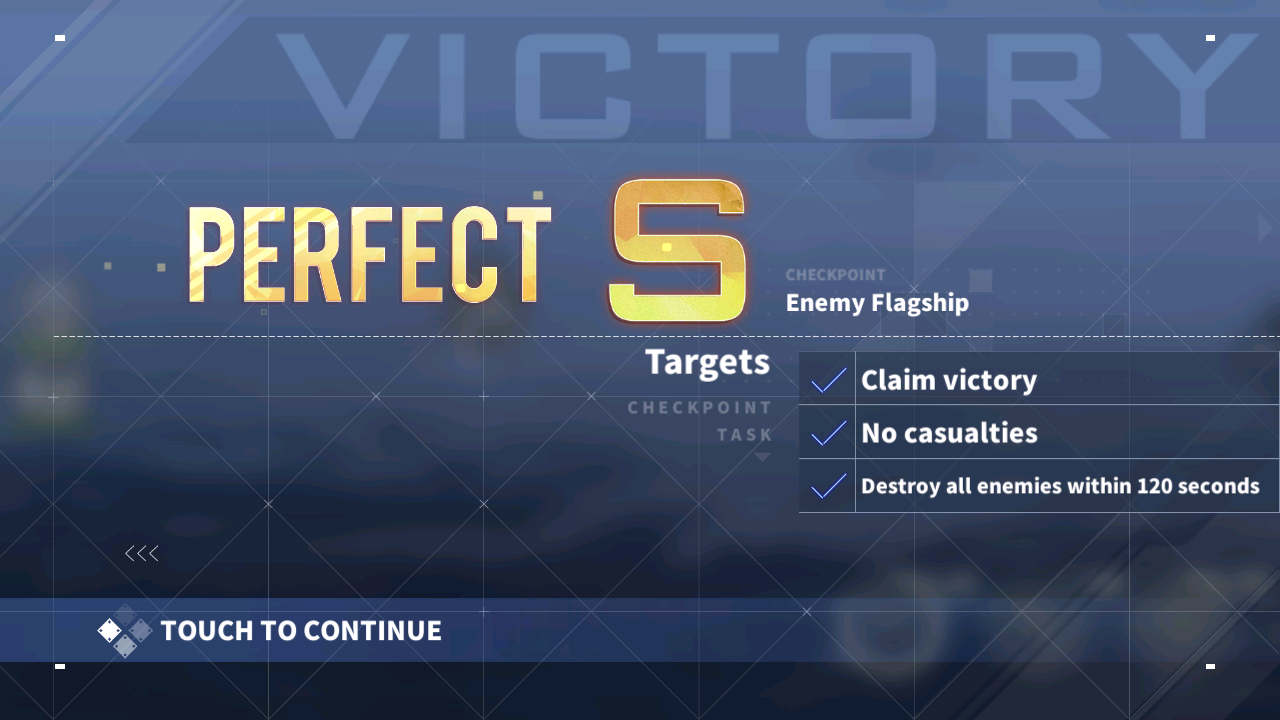 VICTORY
PERFECT S
CHECKPOINT
Enemy Flagship
Targets
CHECKPOINT
TASK
Claim victory
No casualties
Destroy all enemies within 120 seconds
TOUCH TO CONTINUE